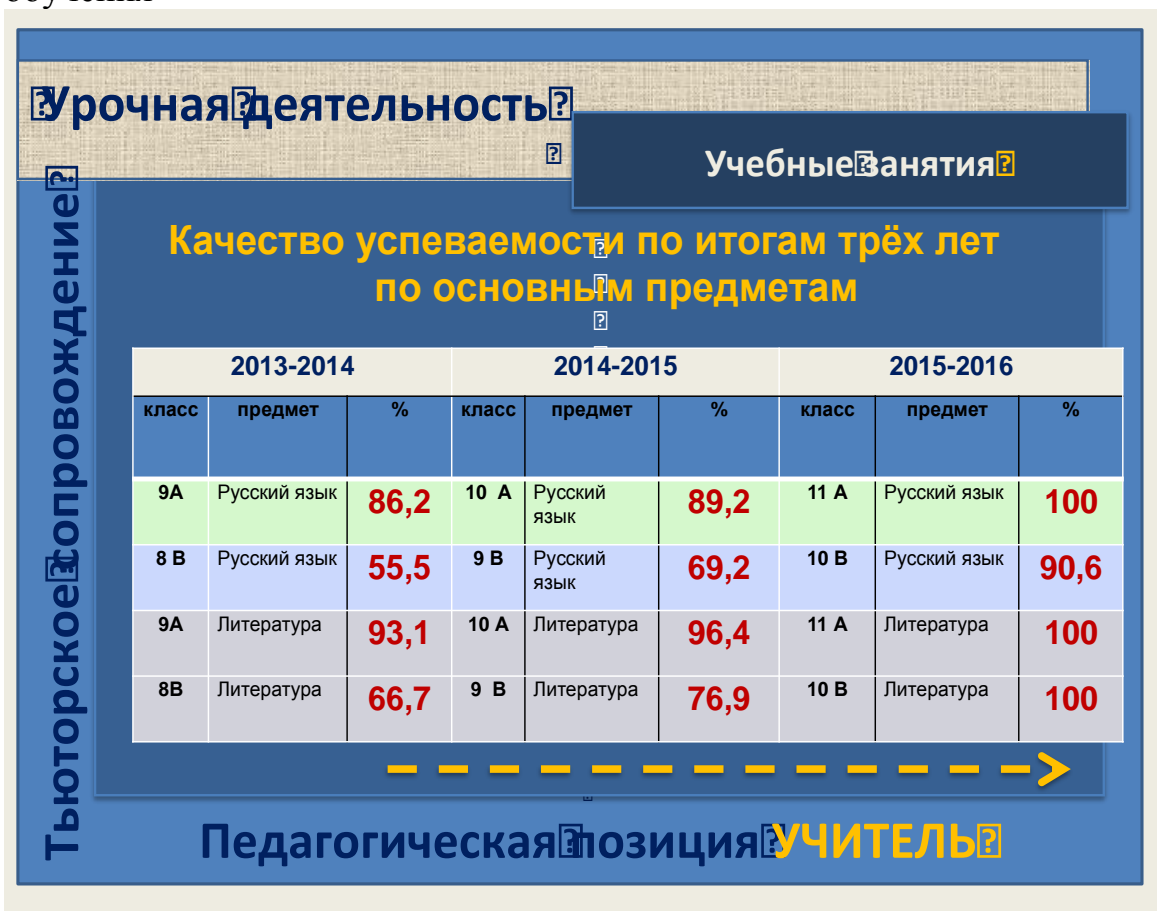 Урочная деятельность
Учебные занятия
Тьюторское сопровождение
Качество успеваемости по итогам трёх лет
по основным предметам
2013-2014 2014-2015 2015-2016
класс предмет % класс предмет % класс предмет %
9А Русский язык 86,2 10 А Русский язык 89,2 11 А Русский язык 100
8 В Русский язык 55,5 9 В Русский язык 69,2 10 В Русский язык 90,6
9А Литература 93,1 10 А Литература 96,4 11 А Литература 100
8В Литература 66,7 9 В Литература 76,9 10 В Литература 100
Педагогическая позиция УЧИТЕЛЬ